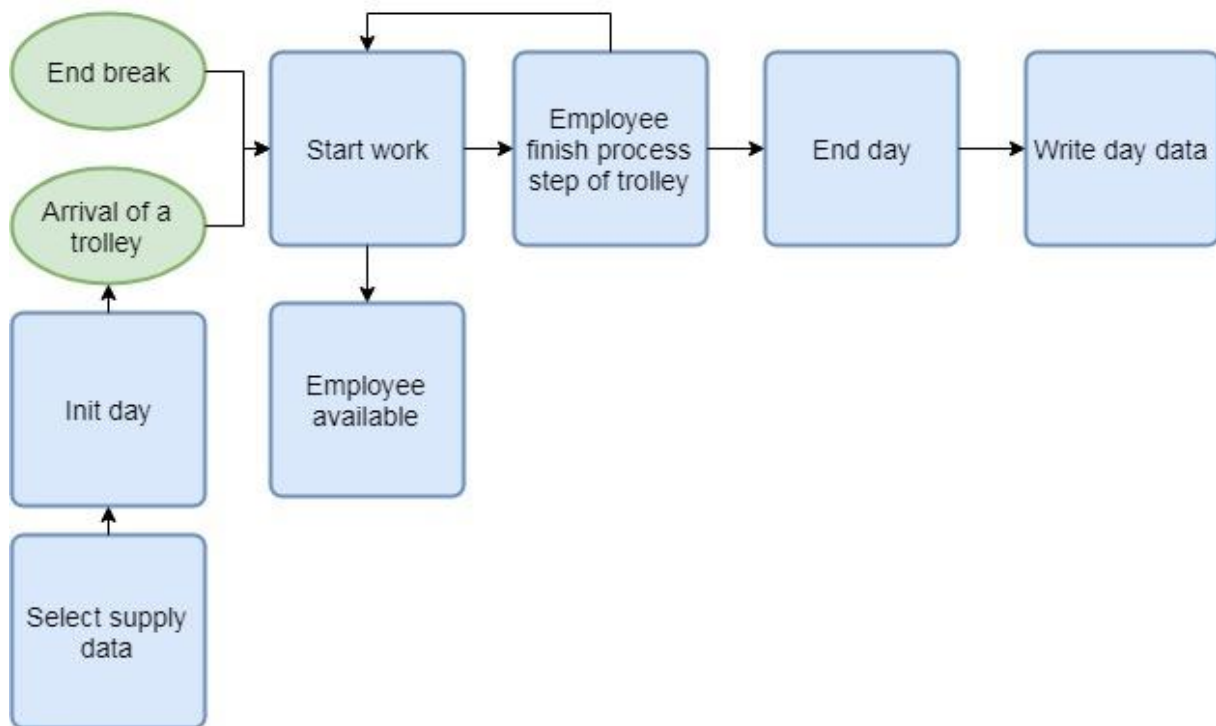 End break
Start work
Employee
finish process
step of trolley
End day
Write day data
Arrival of a
trolley
Init day
Employee
available
Select supply
data